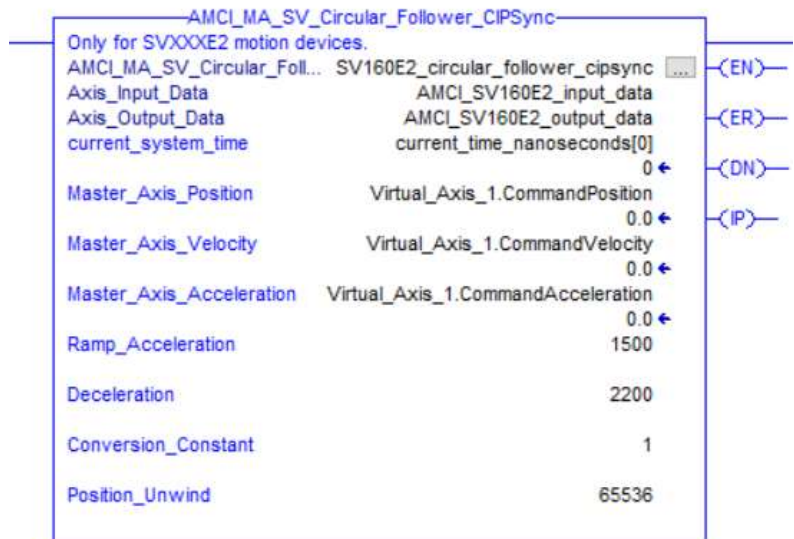 AMCI_MA_SV_Circular_Follower_CIPSync
Only for SVXXXE2 motion devices.
AMCI_MA_SV_Circular_Foll... SV160E2_circular_follower_cipsync ... (EN)
Axis_Input_Data AMCI_SV160E2_input_data
Axis_Output_Data AMCI_SV160E2_output_data (ER)
current_system_time current_time_nanoseconds[0]
0 ← (DN)
Master_Axis_Position Virtual_Axis_1.CommandPosition
0.0 ← (IP)
Master_Axis_Velocity Virtual_Axis_1.CommandVelocity
0.0 ←
Master_Axis_Acceleration Virtual_Axis_1.CommandAcceleration
0.0 ←
Ramp_Acceleration 1500
Deceleration 2200
Conversion_Constant 1
Position_Unwind 65536